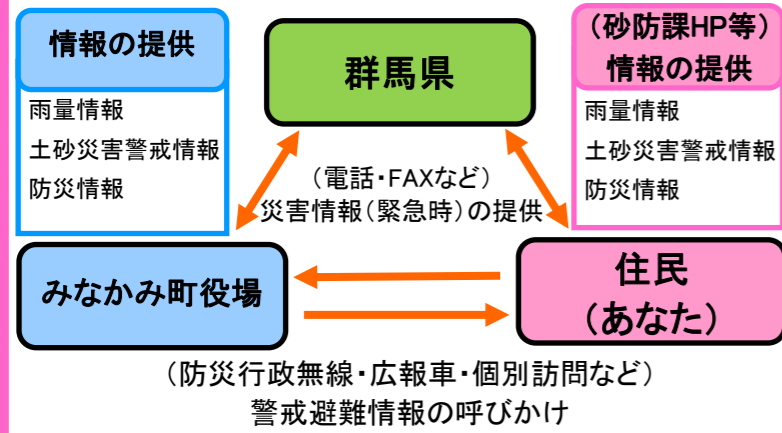 情報の提供
雨量情報
土砂災害警戒情報
防災情報
群馬県
(砂防課HP等)
情報の提供
雨量情報
土砂災害警戒情報
防災情報
(電話・FAXなど)
災害情報(緊急時)の提供
みなかみ町役場
住民
(あなた)
(防災行政無線・広報車・個別訪問など)
警戒避難情報の呼びかけ